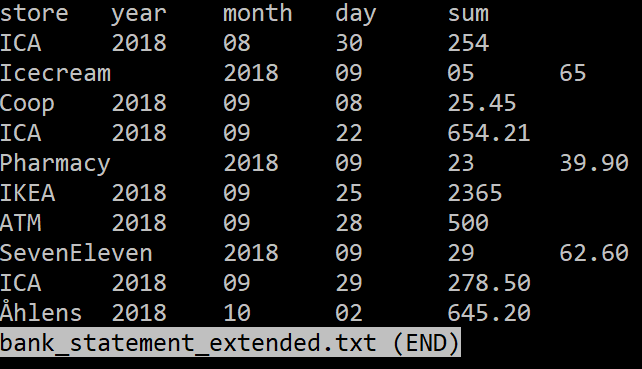 store year month day sum
ICA 2018 08 30 254
Icecream 2018 09 05 65
Coop 2018 09 08 25.45
ICA 2018 09 22 654.21
Pharmacy 2018 09 23 39.90
IKEA 2018 09 25 2365
ATM 2018 09 28 500
SevenEleven 2018 09 29 62.60
ICA 2018 09 29 278.50
Åhlens 2018 10 02 645.20
bank_statement_extended.txt (END)